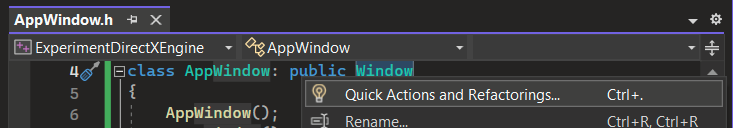 AppWindow.h
ExperimentDirectXEngine AppWindow
4 class AppWindow: public Window
5 {
Quick Actions and Refactorings... Ctrl+.
6 AppWindow();
Rename... Ctrl+R, Ctrl+R